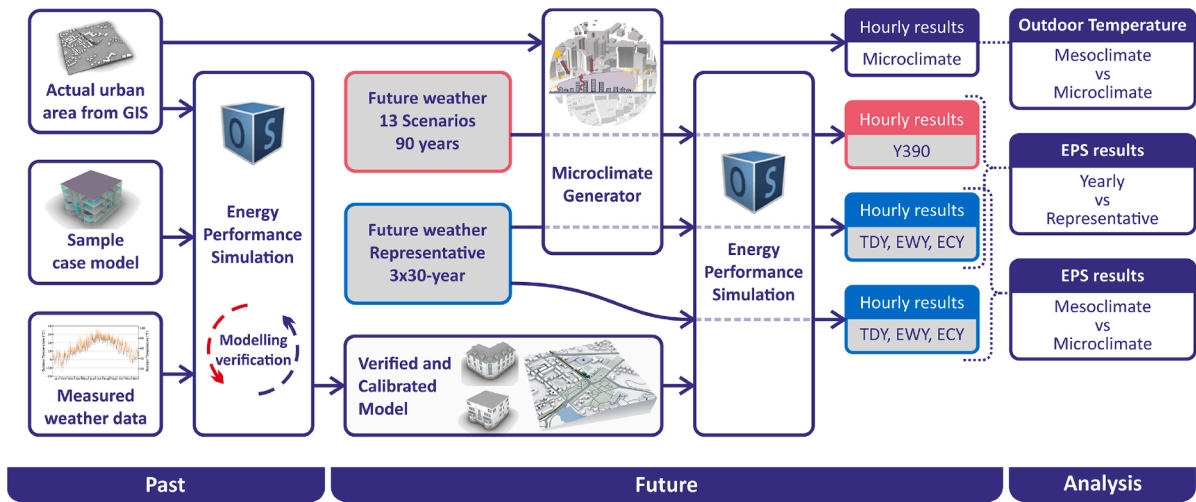 Actual urban
area from GIS
Sample
case model
Measured
weather data
OS
Energy
Performance
Simulation
Modelling
verification
Future weather
13 Scenarios
90 years
Future weather
Representative
3x30-year
Verified and
Calibrated
Model
Microclimate
Generator
OS
Energy
Performance
Simulation
Hourly results
Microclimate
Hourly results
Y390
Hourly results
TDY, EWY, ECY
Hourly results
TDY, EWY, ECY
Outdoor Temperature
Mesoclimate
vs
Microclimate
EPS results
Yearly
vs
Representative
EPS results
Mesoclimate
vs
Microclimate
Past
Future
Analysis